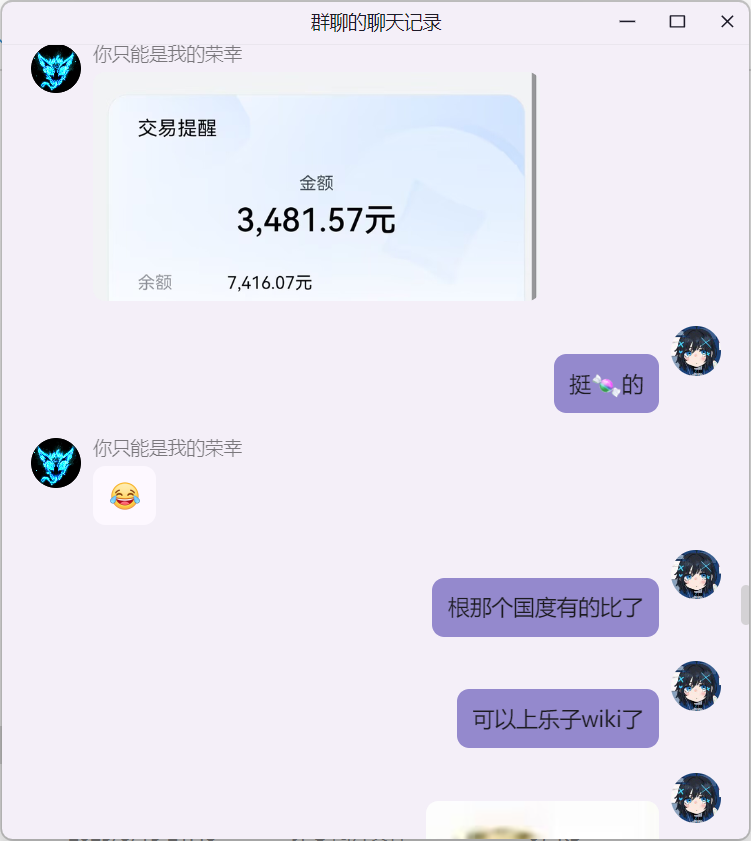 群聊的聊天记录
你只能是我的荣幸
交易提醒
金额
3,481.57元
余额 7,416.07元
挺🍬的
你只能是我的荣幸
😂
根那个国度有的比了
可以上乐子wiki了